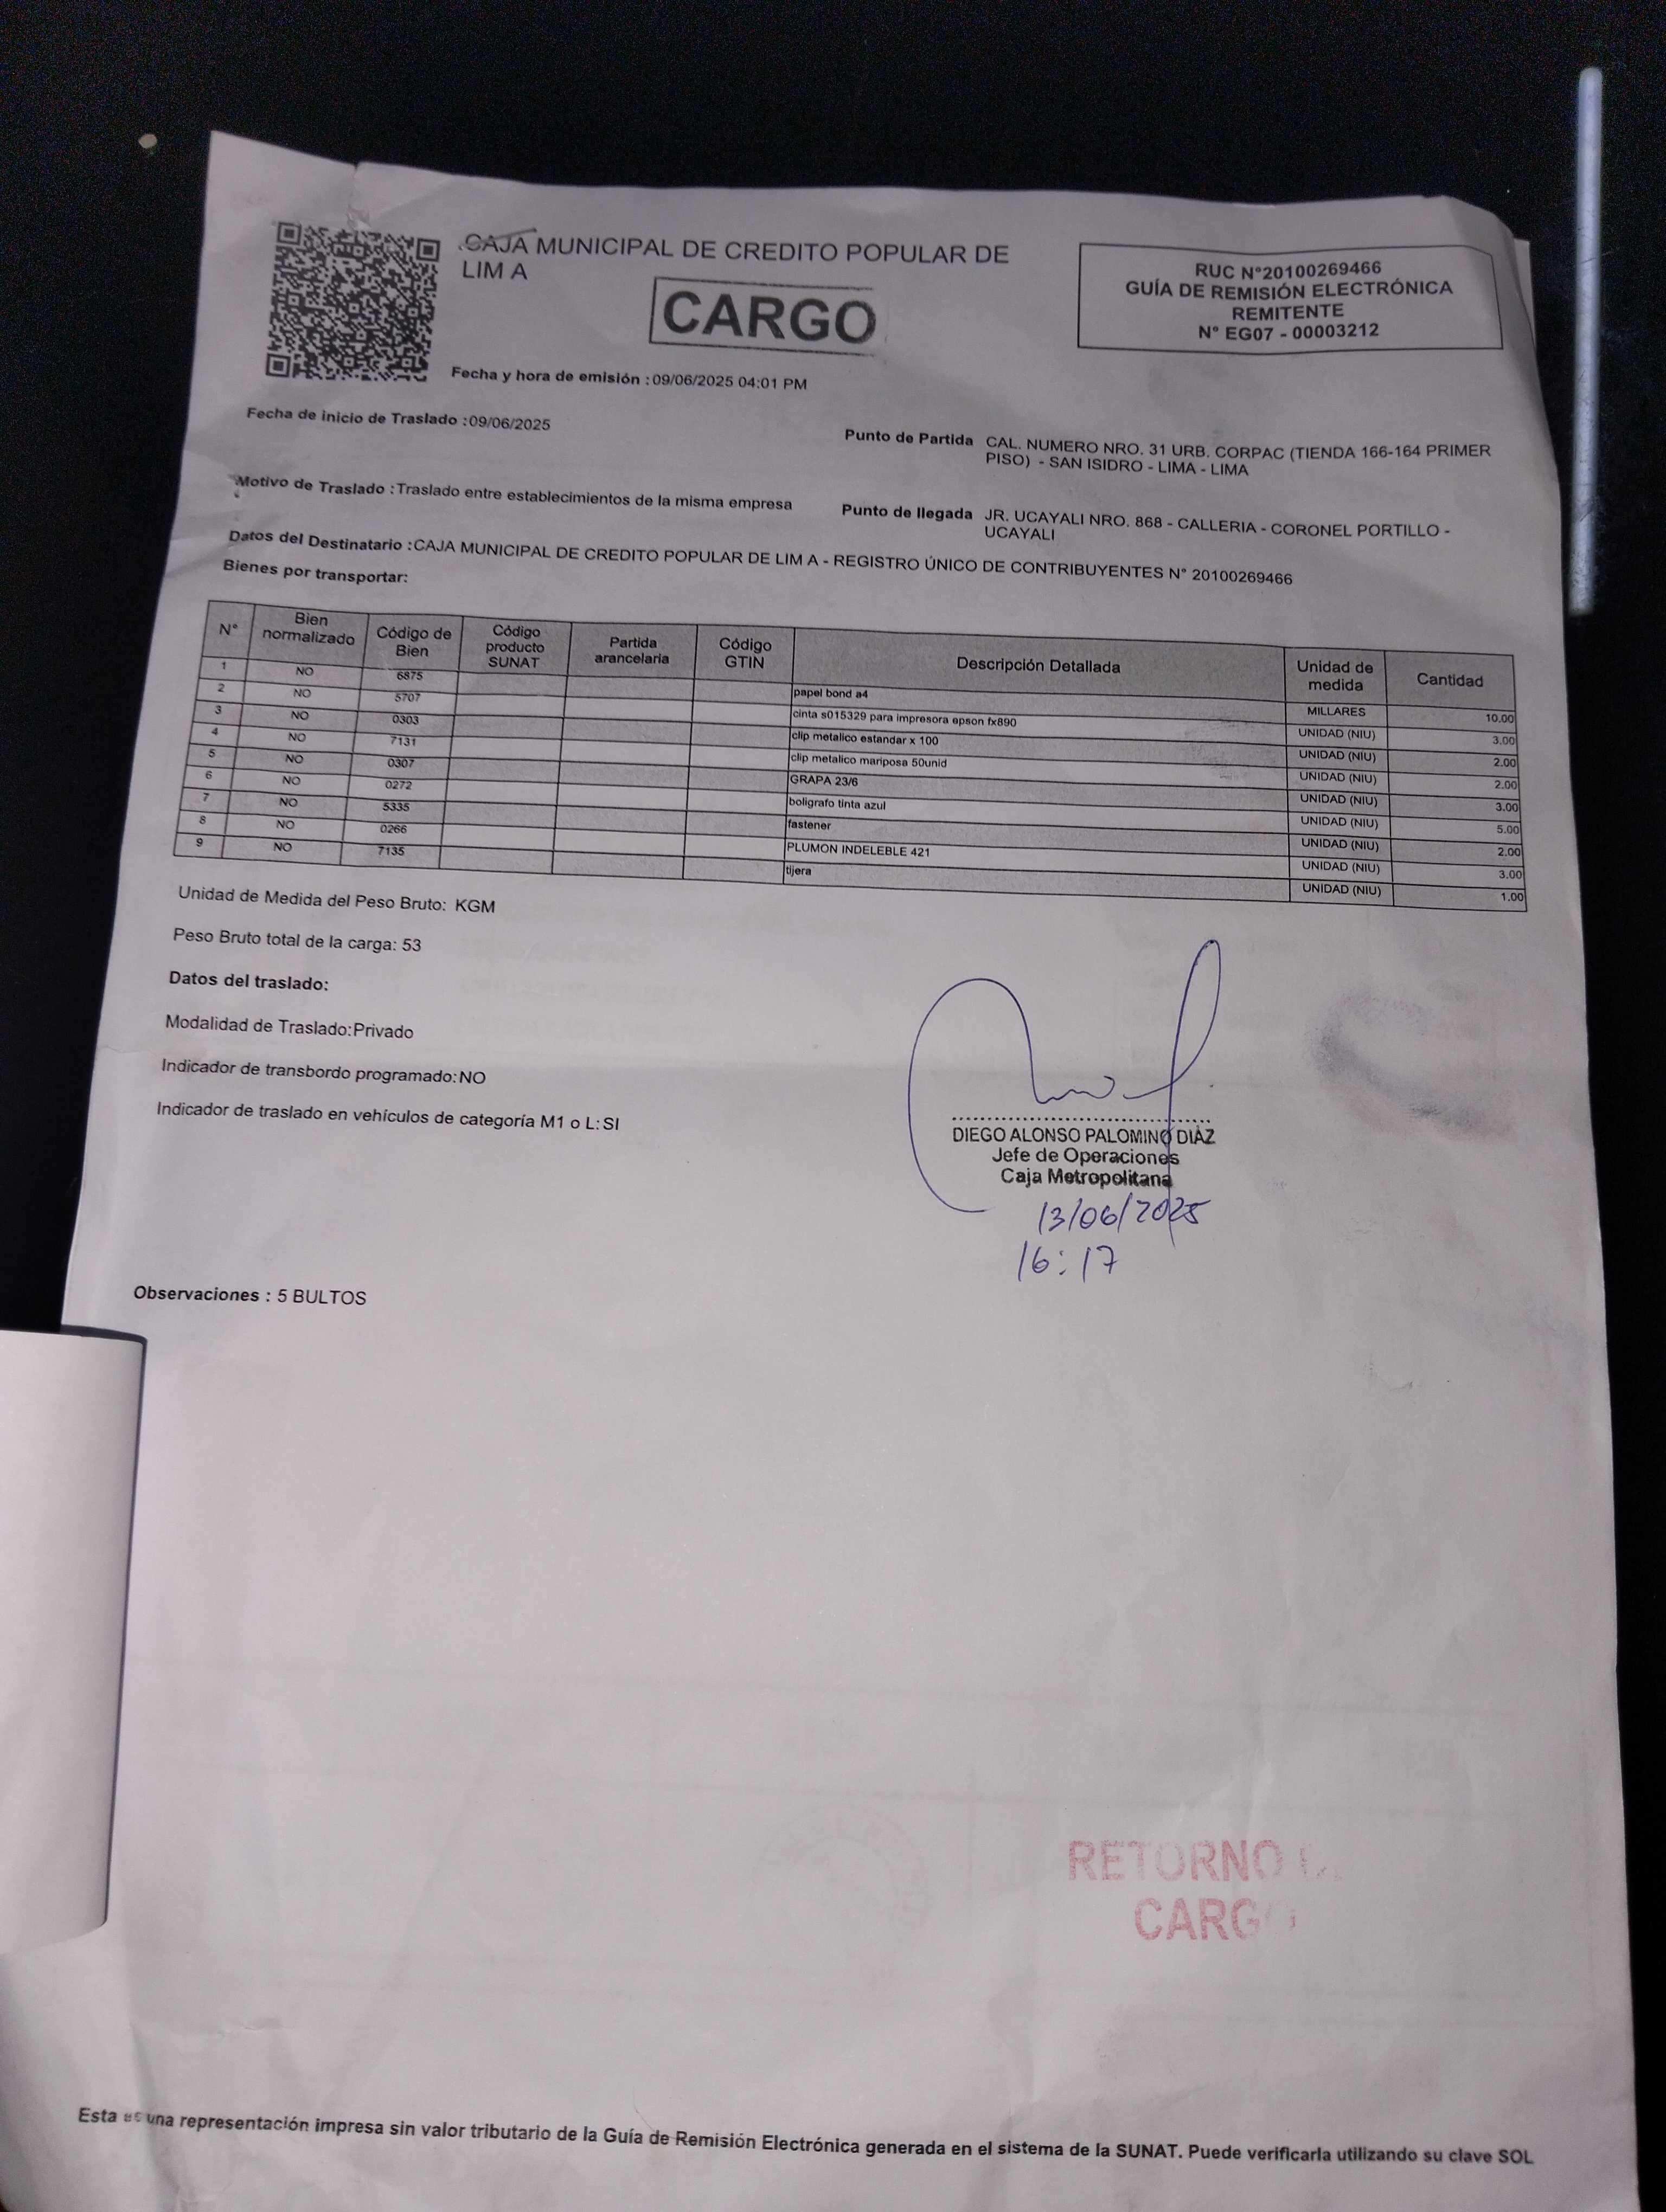 CAJA MUNICIPAL DE CREDITO POPULAR DE
LIM A
CARGO
RUC N°20100269466
GUÍA DE REMISIÓN ELECTRÓNICA
REMITENTE
N° EG07 - 00003212
Fecha y hora de emisión : 09/06/2025 04:01 PM
Fecha de inicio de Traslado : 09/06/2025
Punto de Partida CAL. NUMERO NRO. 31 URB. CORPAC (TIENDA 166-164 PRIMER
PISO) - SAN ISIDRO - LIMA - LIMA
Motivo de Traslado : Traslado entre establecimientos de la misma empresa
Punto de llegada JR. UCAYALI NRO. 868 - CALLERIA - CORONEL PORTILLO -
UCAYALI
Datos del Destinatario : CAJA MUNICIPAL DE CREDITO POPULAR DE LIM A - REGISTRO ÚNICO DE CONTRIBUYENTES N° 20100269466
Bienes por transportar:
N° Bien normalizado Código de Bien Código producto SUNAT Partida arancelaria Código GTIN Descripción Detallada Unidad de medida Cantidad
1 NO 6875 papel bond a4 MILLARES 10.00
2 NO 5707 cinta s015329 para impresora epson fx890 UNIDAD (NIU) 3.00
3 NO 0303 clip metalico estandar x 100 UNIDAD (NIU) 2.00
4 NO 7131 clip metalico mariposa 50unid UNIDAD (NIU) 2.00
5 NO 0307 GRAPA 23/6 UNIDAD (NIU) 3.00
6 NO 0272 boligrafo tinta azul UNIDAD (NIU) 5.00
7 NO 5335 fastener UNIDAD (NIU) 2.00
8 NO 0266 PLUMON INDELEBLE 421 UNIDAD (NIU) 3.00
9 NO 7135 tijera UNIDAD (NIU) 1.00
Unidad de Medida del Peso Bruto: KGM
Peso Bruto total de la carga: 53
Datos del traslado:
Modalidad de Traslado: Privado
Indicador de transbordo programado: NO
Indicador de traslado en vehículos de categoría M1 o L: SI
DIEGO ALONSO PALOMINO DIAZ
Jefe de Operaciones
Caja Metropolitana
13/06/2025
16:17
Observaciones : 5 BULTOS
RETORNO
CARGO
Esta es una representación impresa sin valor tributario de la Guía de Remisión Electrónica generada en el sistema de la SUNAT. Puede verificarla utilizando su clave SOL